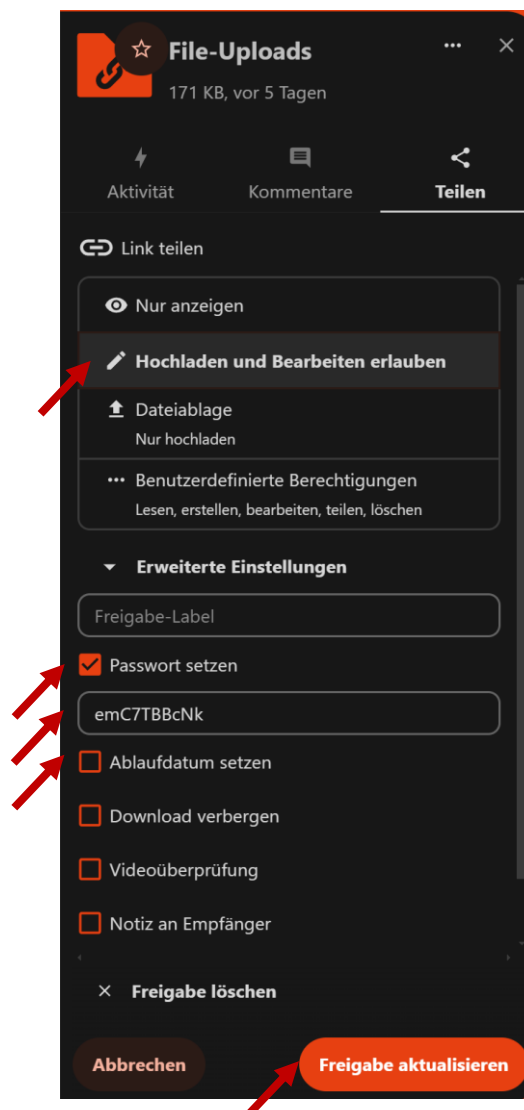 File-Uploads
171 KB, vor 5 Tagen
Aktivität
Kommentare
Teilen
Link teilen
Nur anzeigen
Hochladen und Bearbeiten erlauben
Dateiablage
Nur hochladen
Benutzerdefinierte Berechtigungen
Lesen, erstellen, bearbeiten, teilen, löschen
Erweiterte Einstellungen
Freigabe-Label
Passwort setzen
emC7TBBcNk
Ablaufdatum setzen
Download verbergen
Videoüberprüfung
Notiz an Empfänger
Freigabe löschen
Abbrechen
Freigabe aktualisieren